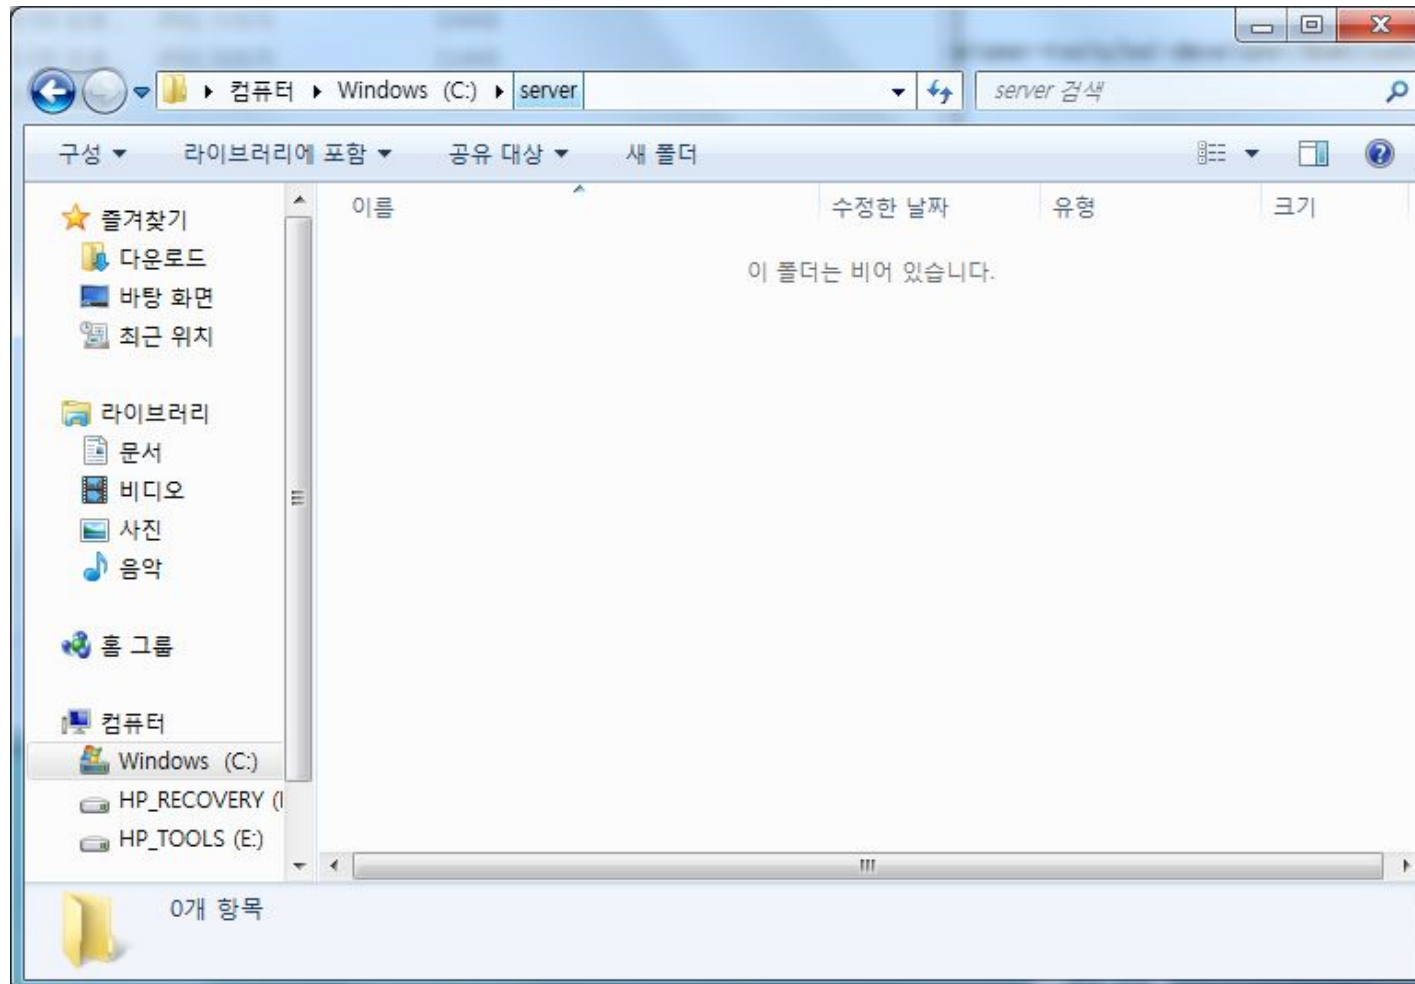 컴퓨터 ▸ Windows (C:) ▸ server
server 검색
구성 라이브러리에 포함 공유 대상 새 폴더
이름 수정한 날짜 유형 크기
이 폴더는 비어 있습니다.
즐겨찾기
다운로드
바탕 화면
최근 위치
라이브러리
문서
비디오
사진
음악
홈 그룹
컴퓨터
Windows (C:)
HP_RECOVERY (
HP_TOOLS (E:)
0개 항목